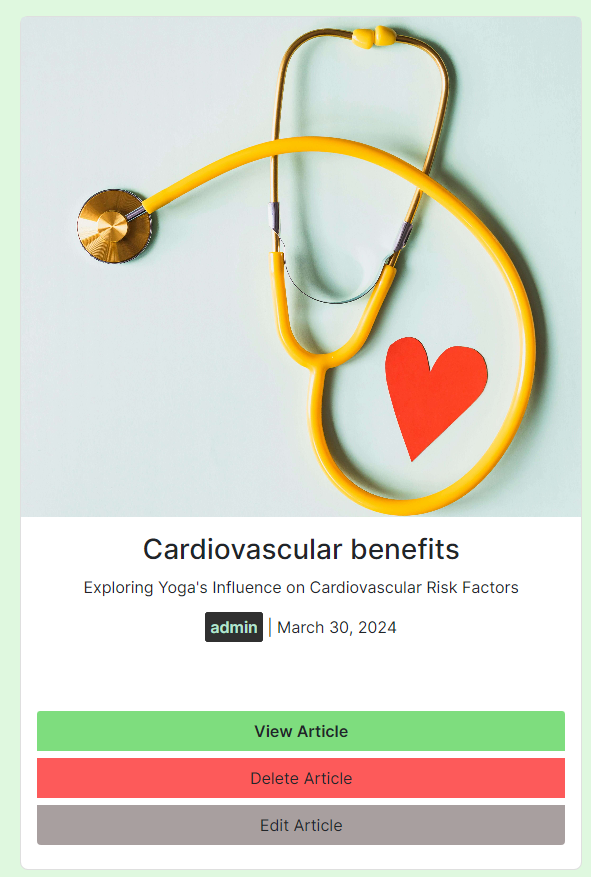 Cardiovascular benefits
Exploring Yoga's Influence on Cardiovascular Risk Factors
admin | March 30, 2024
View Article
Delete Article
Edit Article